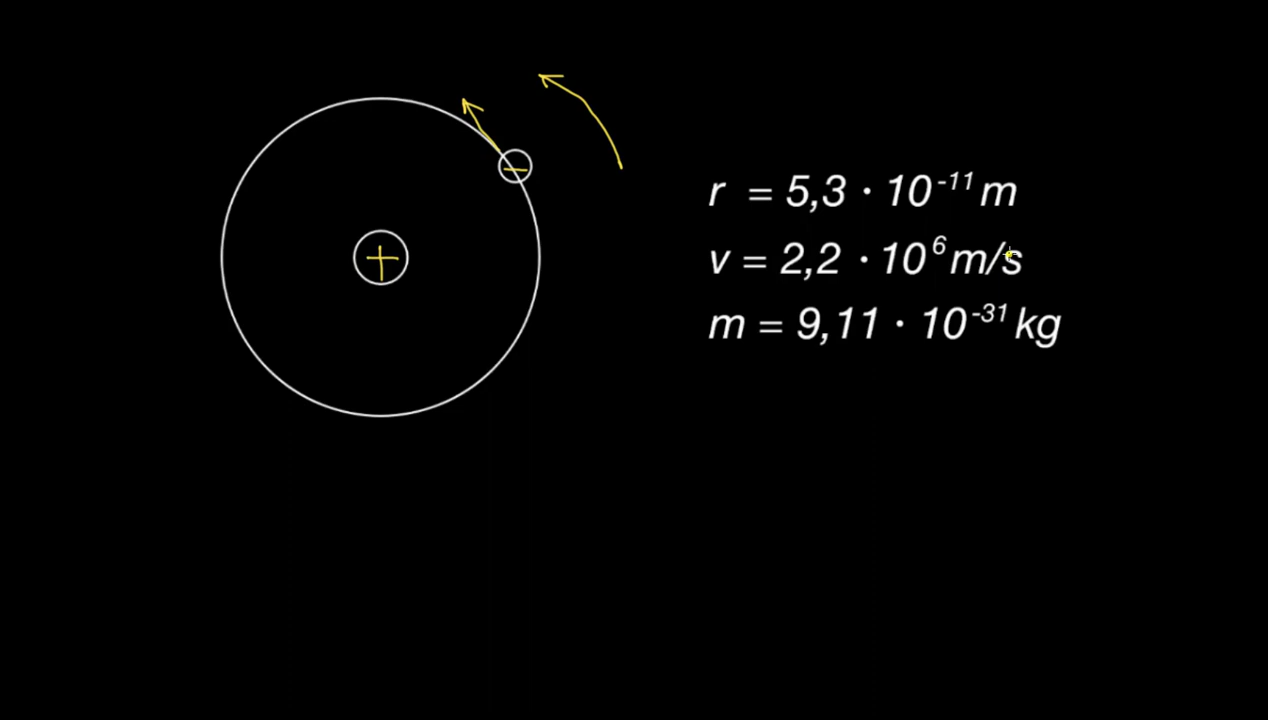 +
−
r = 5,3 · 10⁻¹¹ m
v = 2,2 · 10⁶ m/s
m = 9,11 · 10⁻³¹ kg